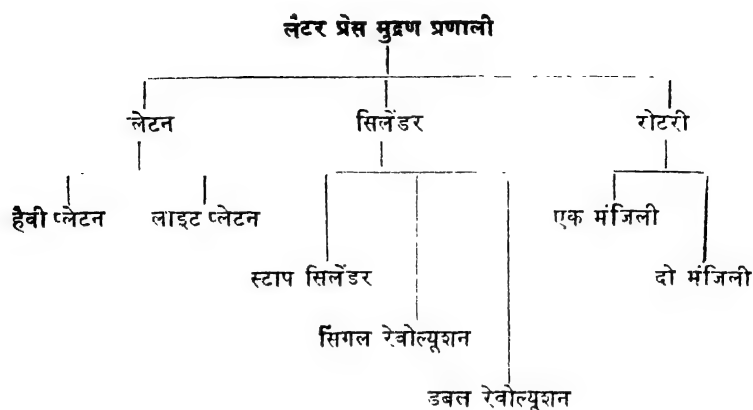 लैटर प्रेस मुद्रण प्रणाली
प्लेटन सिलेंडर रोटरी
हैवी प्लेटन लाइट प्लेटन एक मंजिली
स्टाप सिलेंडर दो मंजिली
सिंगल रेवोल्यूशन
डबल रेवोल्यूशन